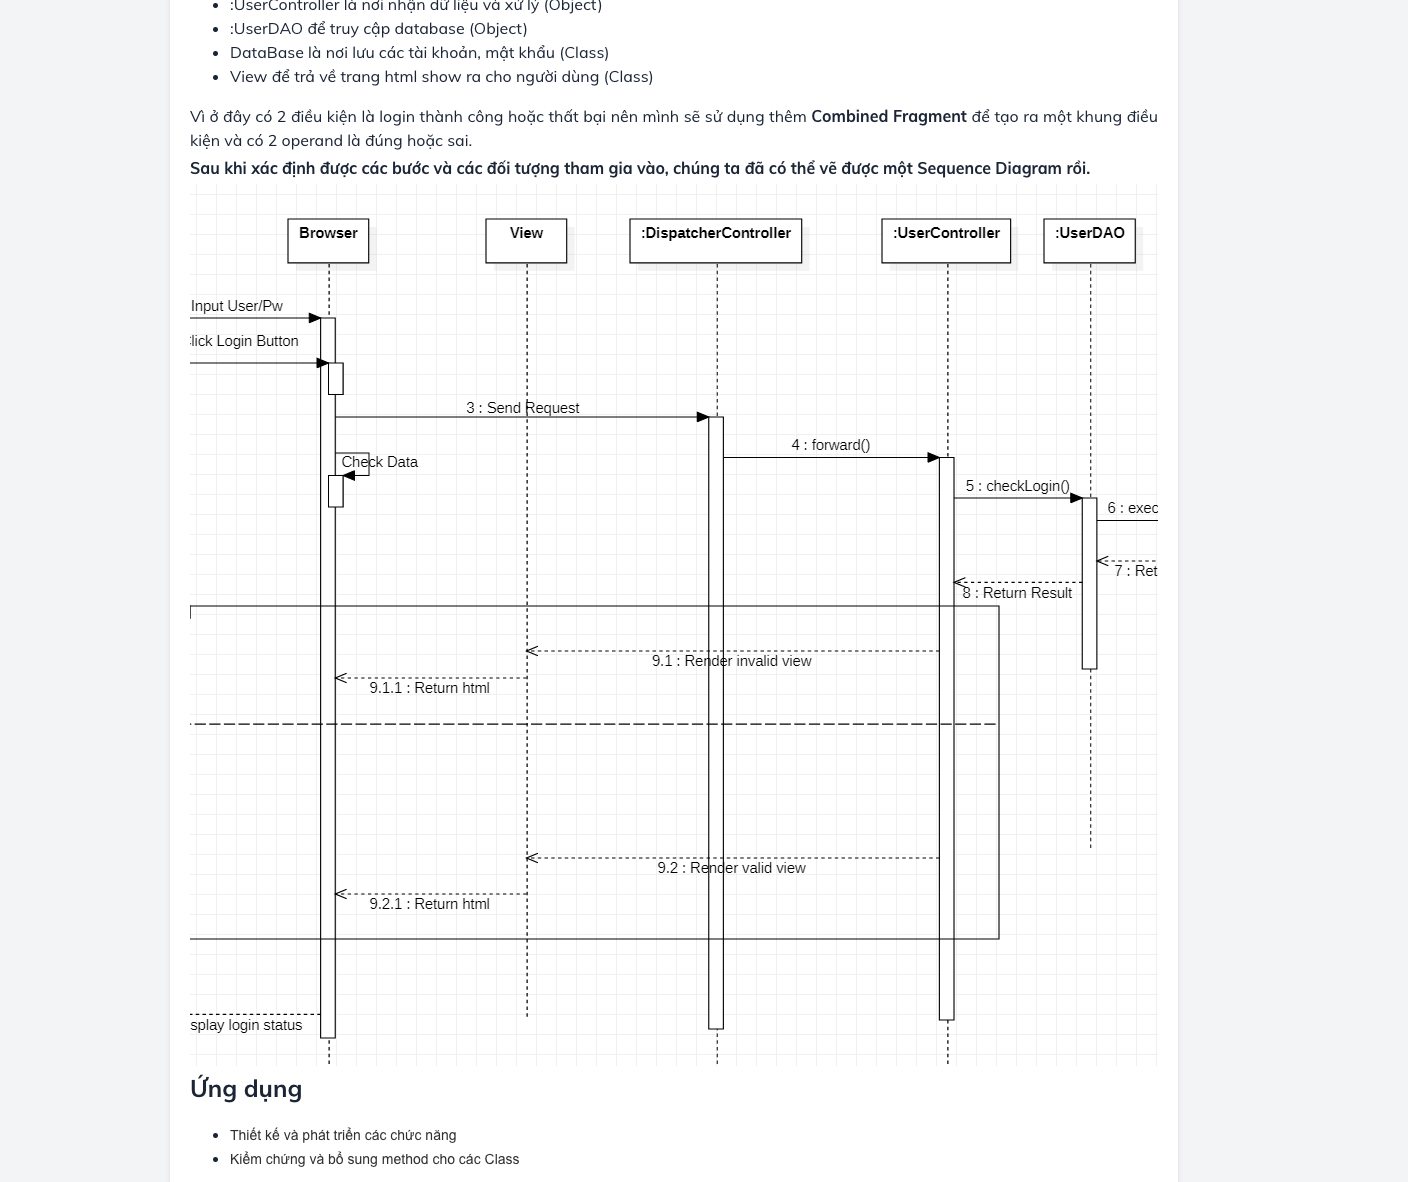 :UserController là nơi nhận dữ liệu và xử lý (Object)
:UserDAO để truy cập database (Object)
DataBase là nơi lưu các tài khoản, mật khẩu (Class)
View để trả về trang html show ra cho người dùng (Class)
Vì ở đây có 2 điều kiện là login thành công hoặc thất bại nên mình sẽ sử dụng thêm Combined Fragment để tạo ra một khung điều
kiện và có 2 operand là đúng hoặc sai.
Sau khi xác định được các bước và các đối tượng tham gia vào, chúng ta đã có thể vẽ được một Sequence Diagram rồi.
Browser
View
:DispatcherController
:UserController
:UserDAO
Input User/Pw
lick Login Button
3 : Send Request
Check Data
4 : forward()
5 : checkLogin()
6 : exec
7 : Ret
8 : Return Result
9.1 : Render invalid view
9.1.1 : Return html
9.2 : Render valid view
9.2.1 : Return html
splay login status
Ứng dụng
Thiết kế và phát triển các chức năng
Kiểm chứng và bổ sung method cho các Class